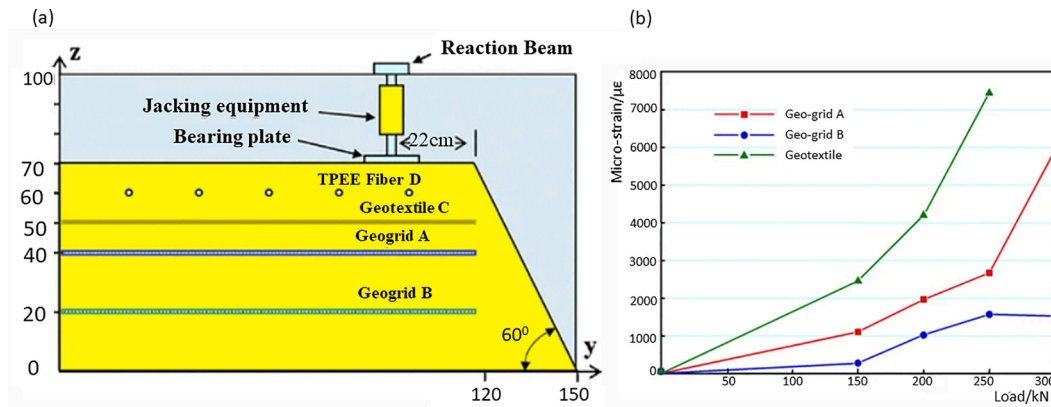 (a)
z
100
70
60
50
40
20
0
Reaction Beam
Jacking equipment
Bearing plate
22cm
TPEE Fiber D
Geotextile C
Geogrid A
Geogrid B
60⁰
y
120
150
(b)
Micro-strain/με
8000
7000
6000
5000
4000
3000
2000
1000
0
Geo-grid A
Geo-grid B
Geotextile
50
100
150
200
250
300
Load/kN